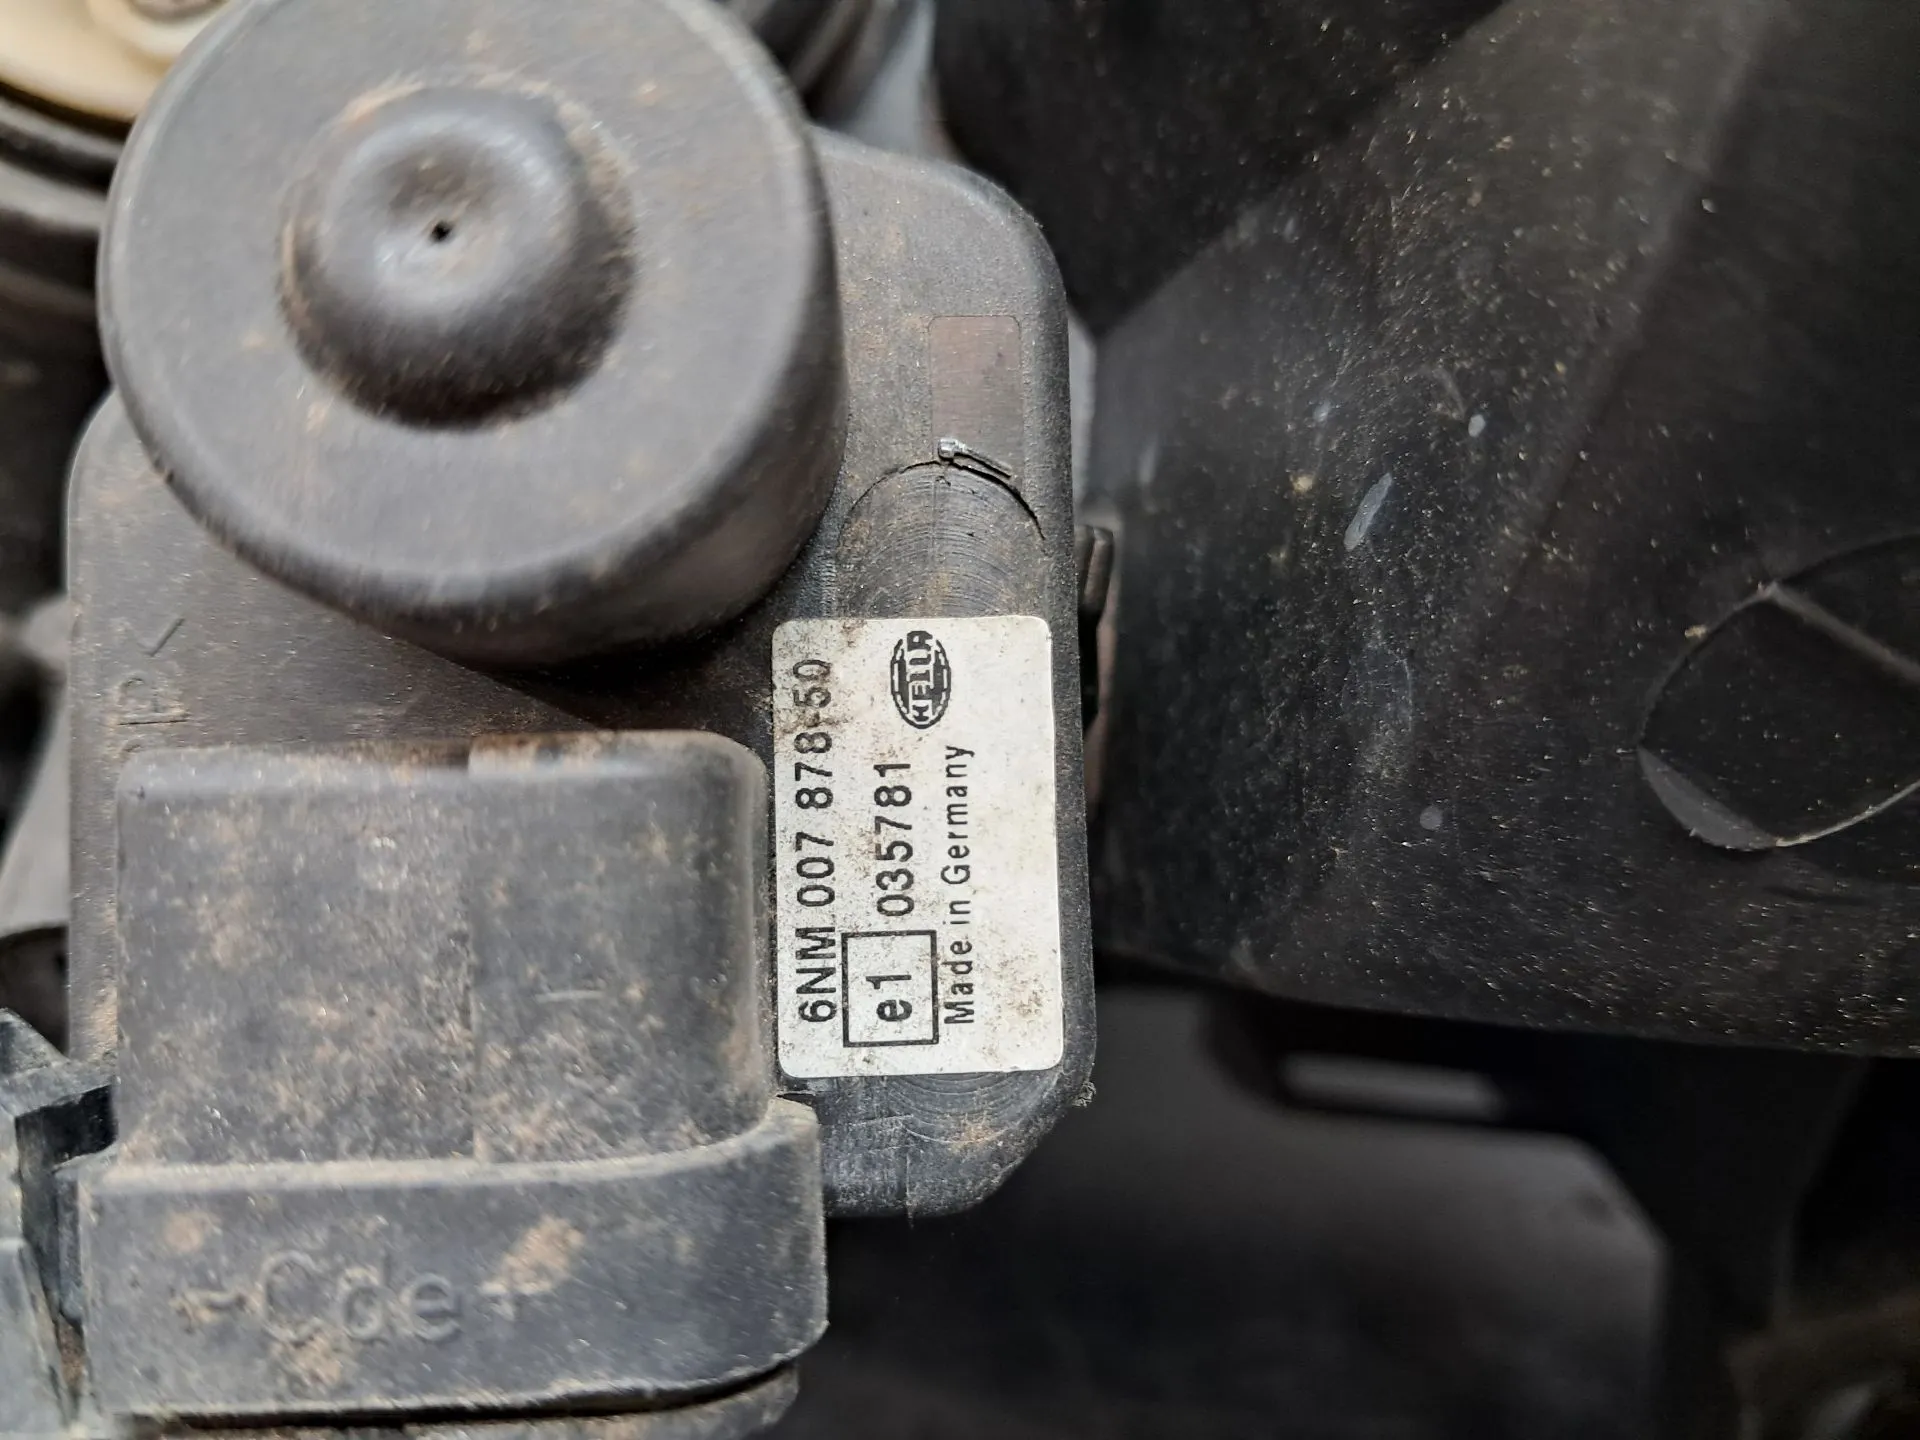 HELLA
6NM 007 878-50
e1 035781
Made in Germany
Cde